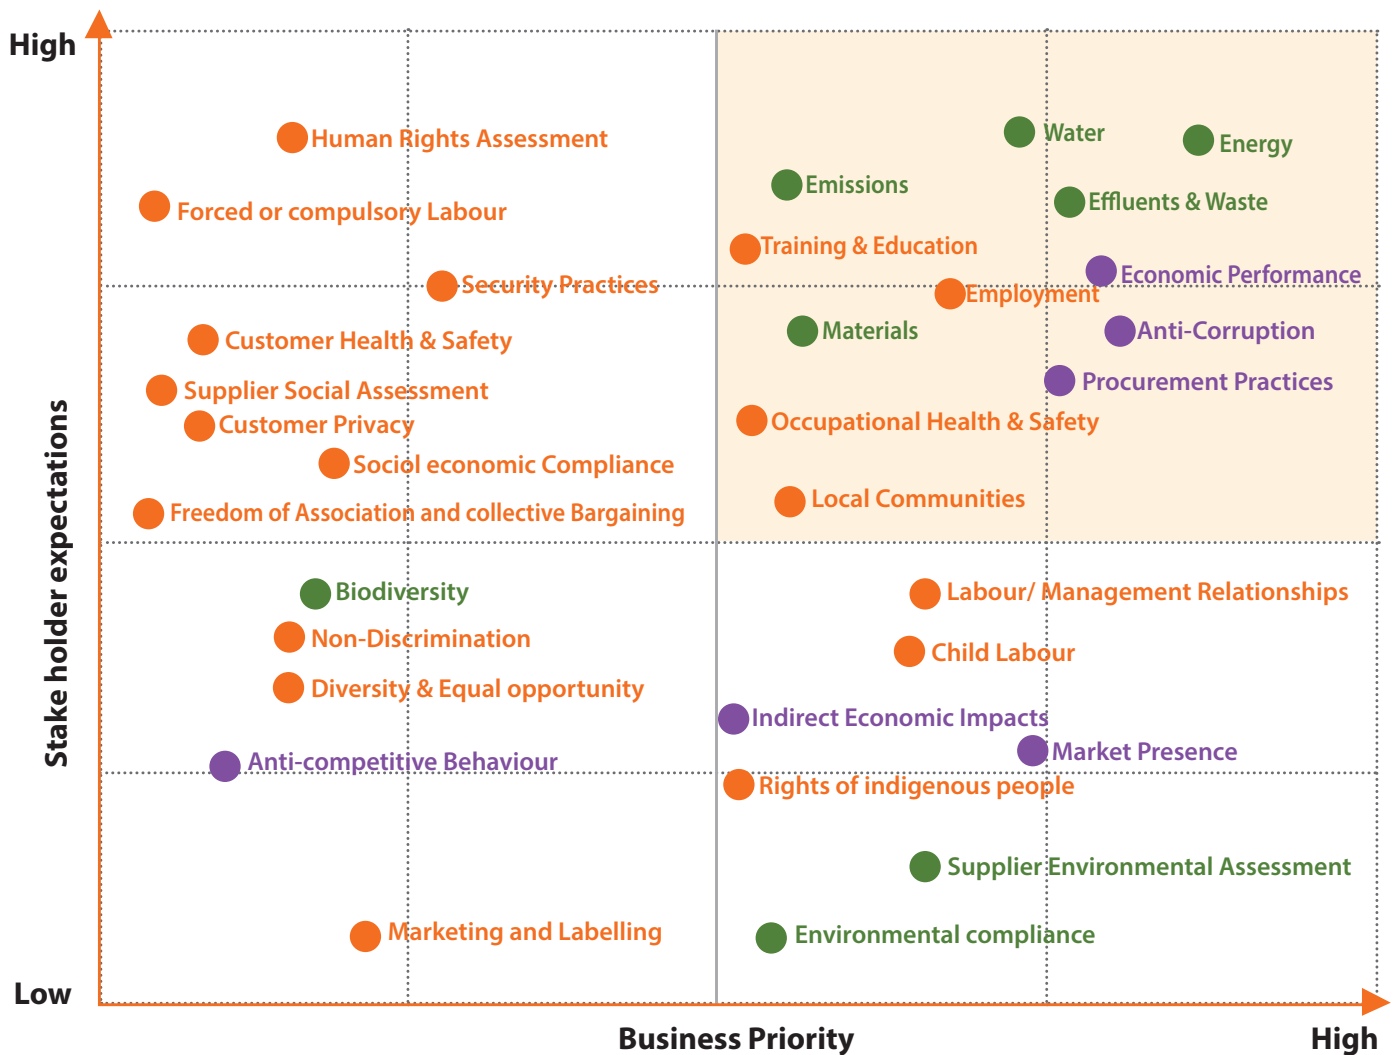 High
Human Rights Assessment
Water
Energy
Emissions
Effluents & Waste
Forced or compulsory Labour
Training & Education
Economic Performance
Security Practices
Employment
Customer Health & Safety
Materials
Anti-Corruption
Supplier Social Assessment
Procurement Practices
Customer Privacy
Occupational Health & Safety
Sociol economic Compliance
Local Communities
Freedom of Association and collective Bargaining
Stake holder expectations
Biodiversity
Labour/ Management Relationships
Non-Discrimination
Child Labour
Diversity & Equal opportunity
Indirect Economic Impacts
Anti-competitive Behaviour
Market Presence
Rights of indigenous people
Supplier Environmental Assessment
Marketing and Labelling
Environmental compliance
Low
Business Priority
High